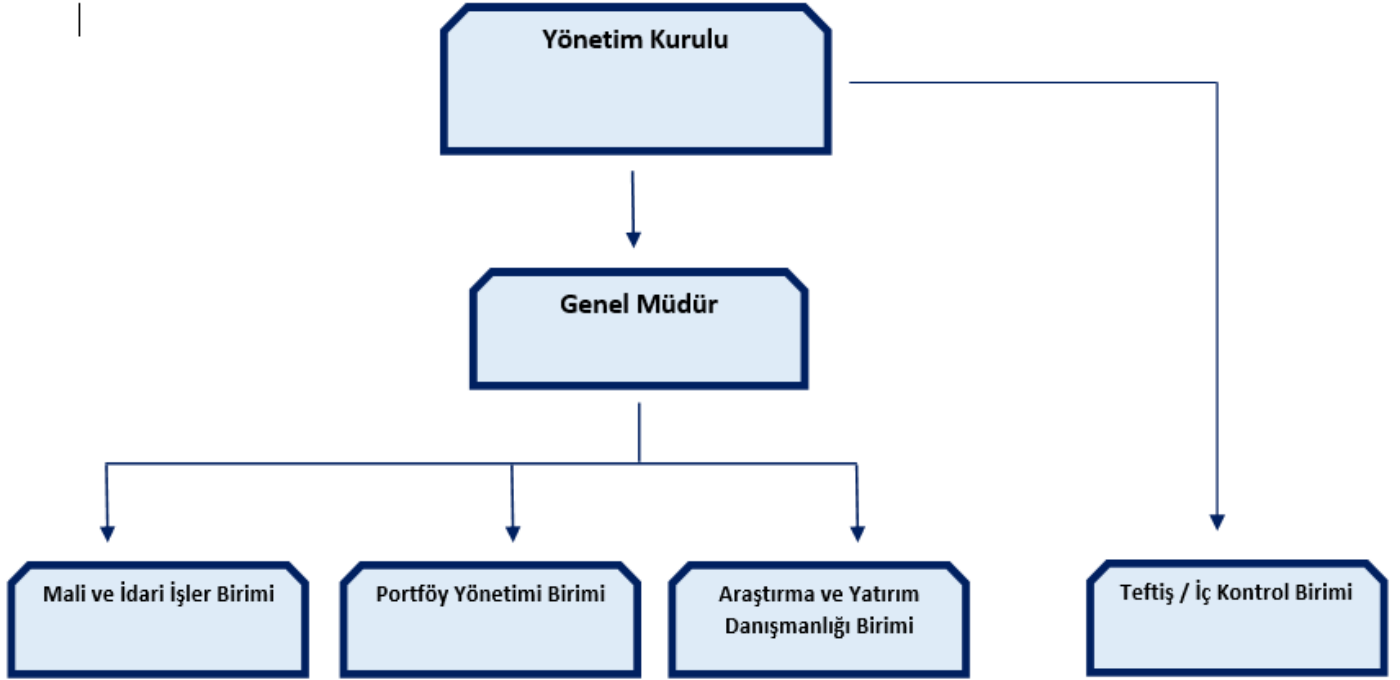 Yönetim Kurulu
Genel Müdür
Mali ve İdari İşler Birimi
Portföy Yönetimi Birimi
Araştırma ve Yatırım
Danışmanlığı Birimi
Teftiş / İç Kontrol Birimi